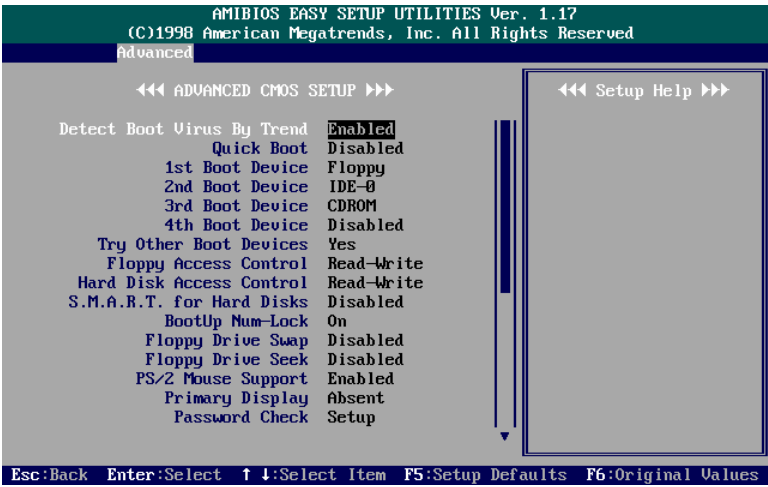 AMIBIOS EASY SETUP UTILITIES Ver. 1.17
(C)1998 American Megatrends, Inc. All Rights Reserved
Advanced
ADVANCED CMOS SETUP
Setup Help
Detect Boot Virus By Trend Enabled
Quick Boot Disabled
1st Boot Device Floppy
2nd Boot Device IDE-0
3rd Boot Device CDROM
4th Boot Device Disabled
Try Other Boot Devices Yes
Floppy Access Control Read-Write
Hard Disk Access Control Read-Write
S.M.A.R.T. for Hard Disks Disabled
BootUp Num-Lock On
Floppy Drive Swap Disabled
Floppy Drive Seek Disabled
PS/2 Mouse Support Enabled
Primary Display Absent
Password Check Setup
Esc:Back Enter:Select ↑ ↓:Select Item F5:Setup Defaults F6:Original Values